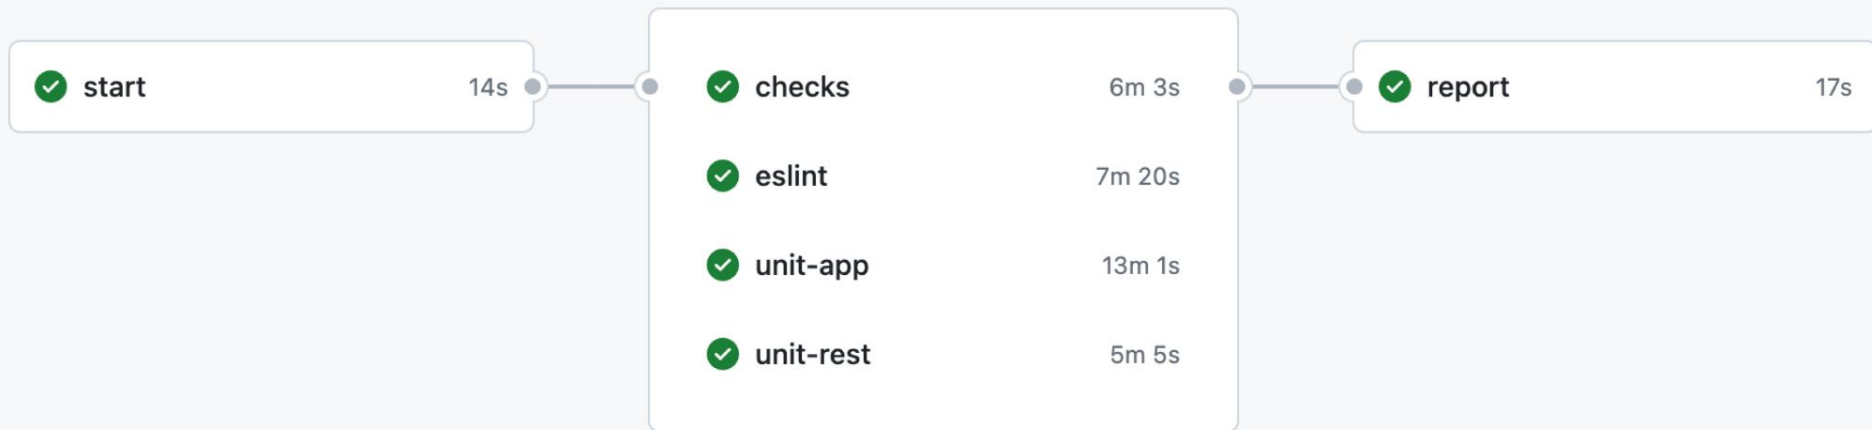 start 14s
checks 6m 3s
eslint 7m 20s
unit-app 13m 1s
unit-rest 5m 5s
report 17s